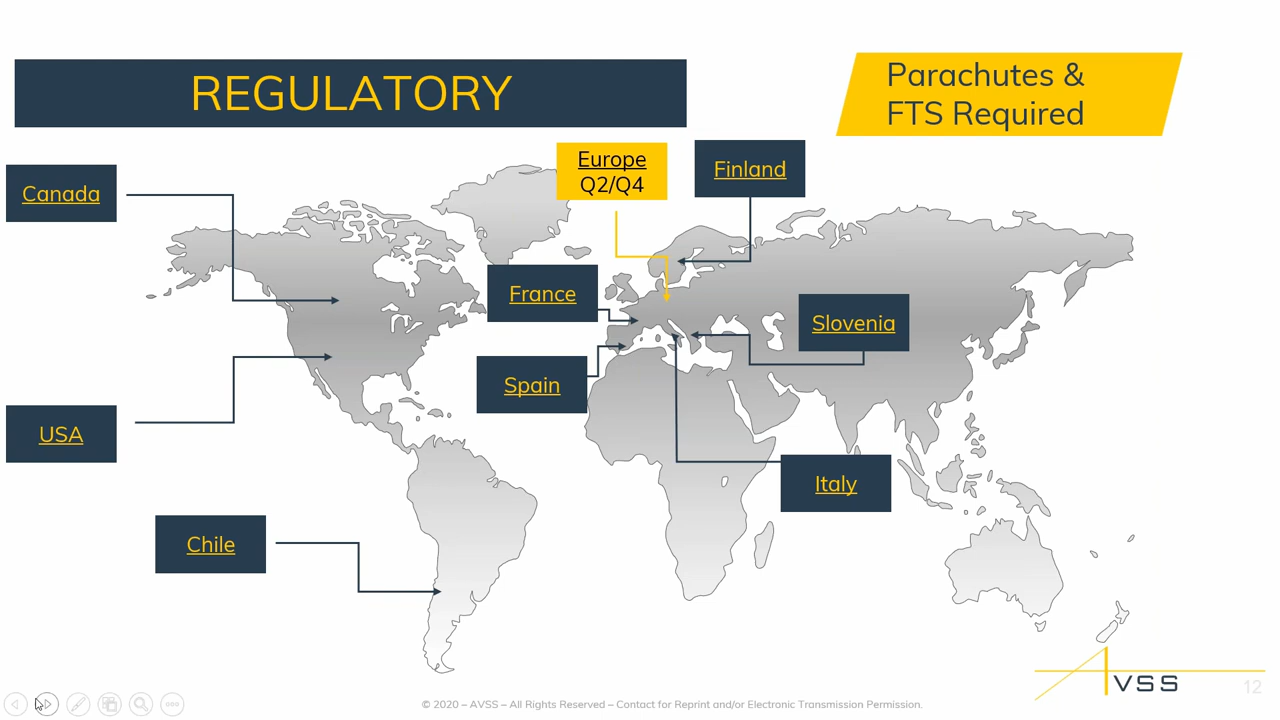 REGULATORY
Parachutes &
FTS Required
Canada
Europe
Q2/Q4
Finland
France
Slovenia
Spain
USA
Italy
Chile
© 2020 – AVSS – All Rights Reserved – Contact for Reprint and/or Electronic Transmission Permission.
AVSS
12